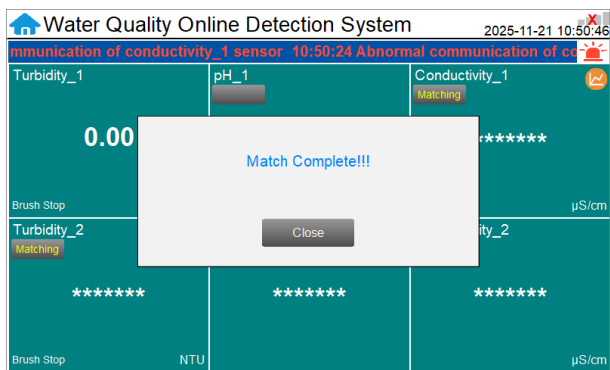 Water Quality Online Detection System
2025-11-21 10:50:46
mmunication of conductivity_1 sensor 10:50:24 Abnormal communication of co
Turbidity_1
pH_1
Conductivity_1
Matching
0.00
*******
Match Complete!!!
Close
Brush Stop
µS/cm
Turbidity_2
ity_2
Matching
*******
*******
*******
Brush Stop
NTU
µS/cm